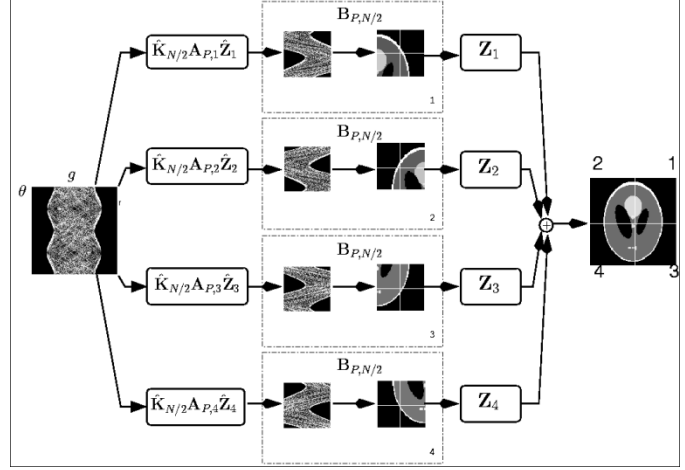 B_{P,N/2}
K̂_{N/2}A_{P,1}Ẑ_1
Z_1
1
B_{P,N/2}
K̂_{N/2}A_{P,2}Ẑ_2
Z_2
2
2 1
g
θ
t
B_{P,N/2}
K̂_{N/2}A_{P,3}Ẑ_3
Z_3
4 3
3
B_{P,N/2}
K̂_{N/2}A_{P,4}Ẑ_4
Z_4
4